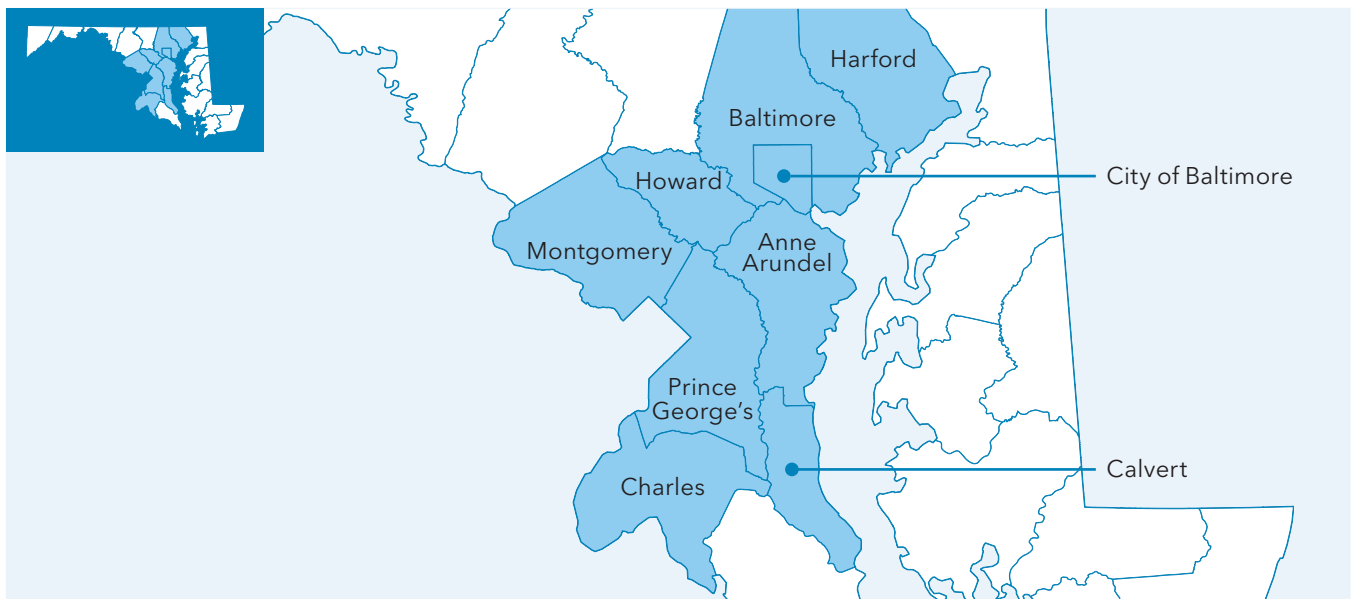 Harford
Baltimore
City of Baltimore
Howard
Montgomery
Anne
Arundel
Prince
George’s
Calvert
Charles